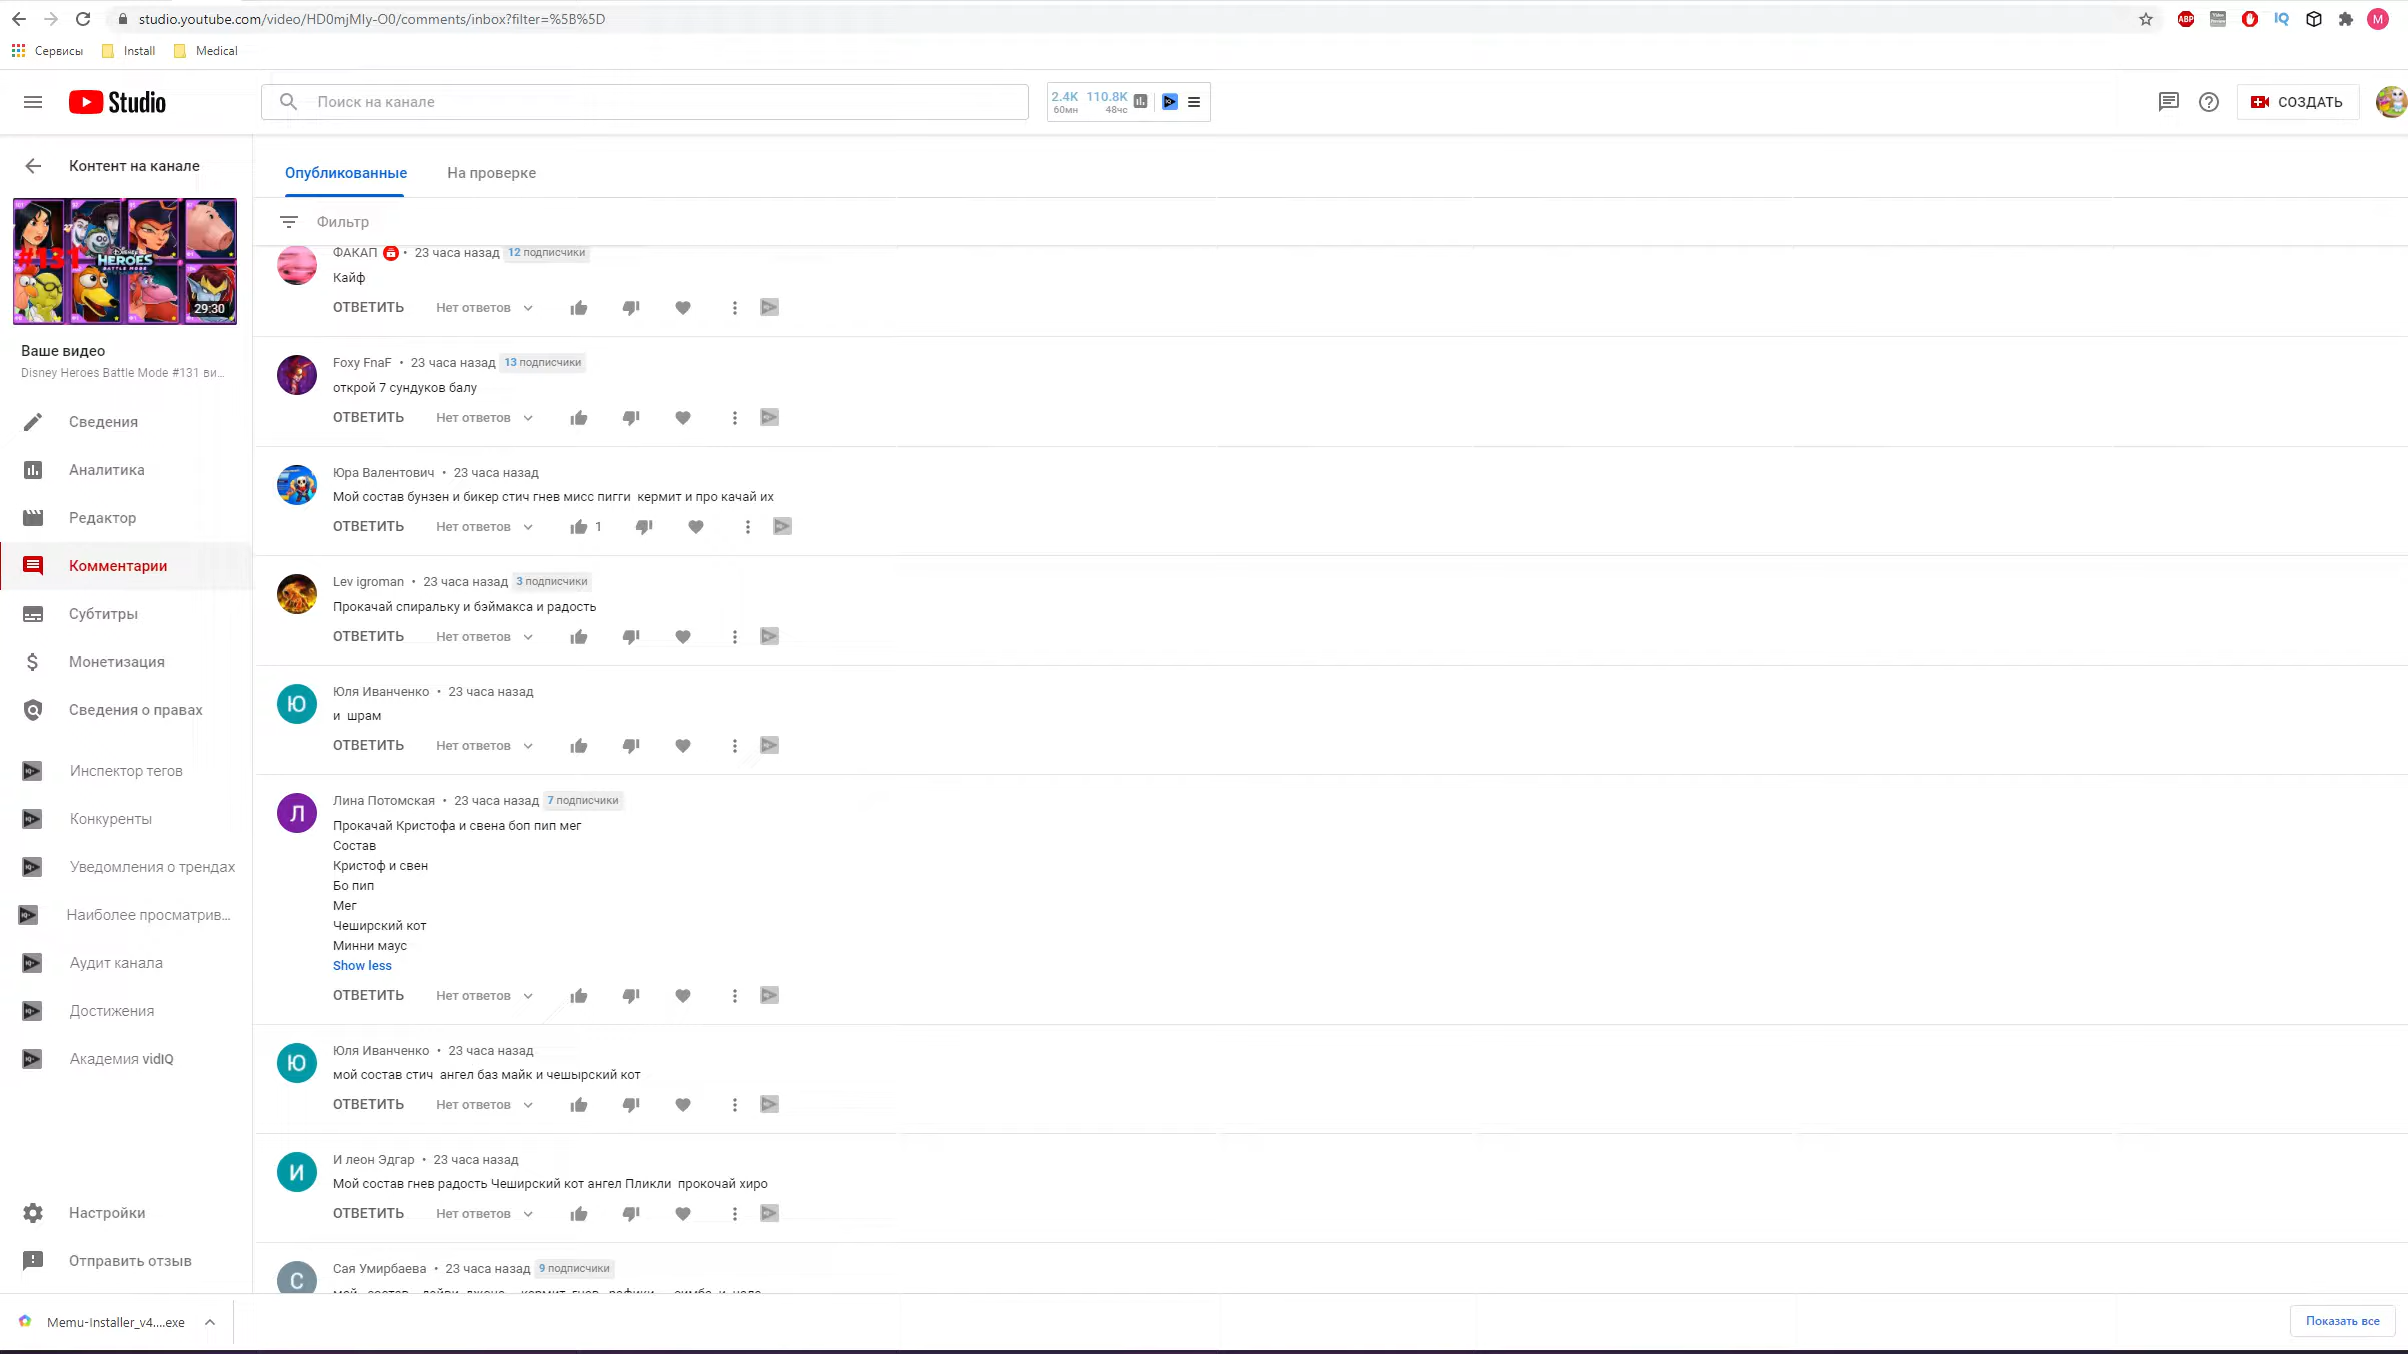 studio.youtube.com/video/HD0mjMIy-O0/comments/inbox?filter=%5B%5D
ABP
IQ
M
Сервисы
Install
Medical
Studio
Поиск на канале
2.4K 110.8K
60мн 48чс
СОЗДАТЬ
Контент на канале
#131
DISNEY HEROES BATTLE MODE
29:30
Ваше видео
Disney Heroes Battle Mode #131 ви...
Сведения
Аналитика
Редактор
Комментарии
Субтитры
Монетизация
Сведения о правах
Инспектор тегов
Конкуренты
Уведомления о трендах
Наиболее просматрив...
Аудит канала
Достижения
Академия vidIQ
Настройки
Отправить отзыв
Опубликованные
На проверке
Фильтр
ФАКАП • 23 часа назад 12 подписчики
Кайф
ОТВЕТИТЬ Нет ответов
Foxy FnaF • 23 часа назад 13 подписчики
открой 7 сундуков балу
ОТВЕТИТЬ Нет ответов
Юра Валентович • 23 часа назад
Мой состав бунзен и бикер стич гнев мисс пигги кермит и про качай их
ОТВЕТИТЬ Нет ответов 1
Lev igroman • 23 часа назад 3 подписчики
Прокачай спиральку и бэймакса и радость
ОТВЕТИТЬ Нет ответов
Ю
Юля Иванченко • 23 часа назад
и шрам
ОТВЕТИТЬ Нет ответов
Л
Лина Потомская • 23 часа назад 7 подписчики
Прокачай Кристофа и свена боп пип мег
Состав
Кристоф и свен
Бо пип
Мег
Чеширский кот
Минни маус
Show less
ОТВЕТИТЬ Нет ответов
Ю
Юля Иванченко • 23 часа назад
мой состав стич ангел баз майк и чешырский кот
ОТВЕТИТЬ Нет ответов
И
И леон Эдгар • 23 часа назад
Мой состав гнев радость Чеширский кот ангел Пликли прокочай хиро
ОТВЕТИТЬ Нет ответов
С
Сая Умирбаева • 23 часа назад 9 подписчики
Memu-Installer_v4....exe
Показать все